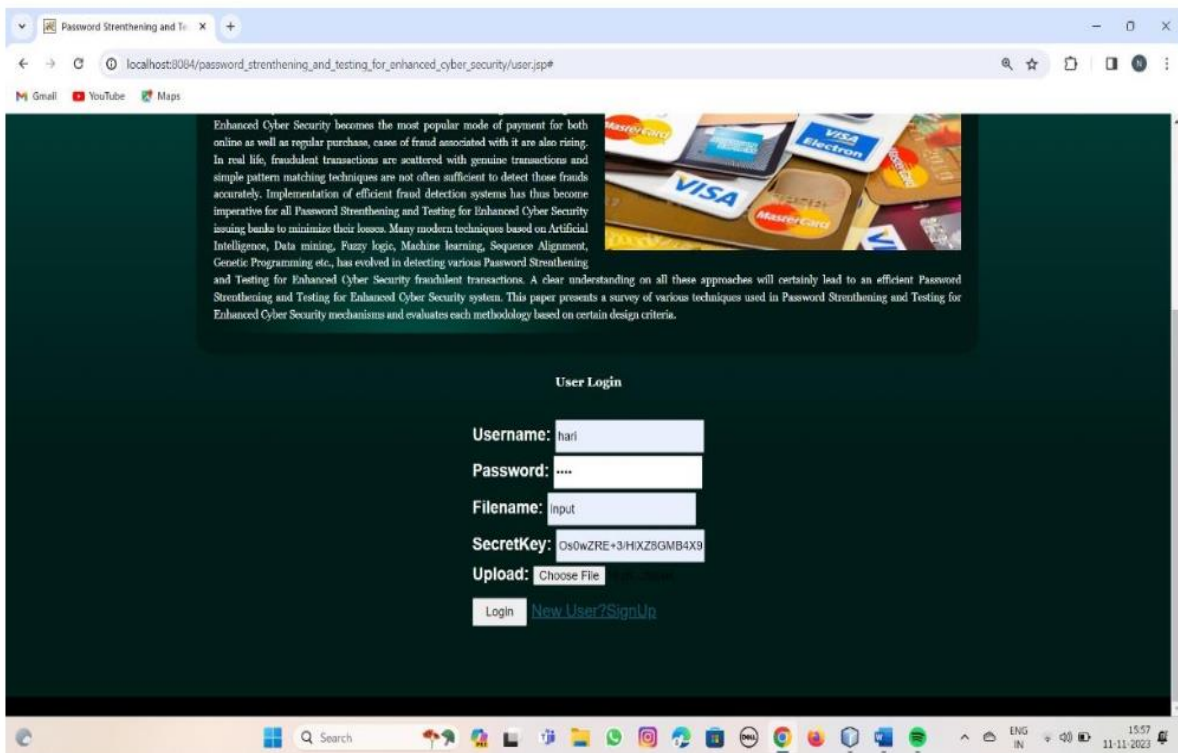 Password Strenthening and Te
localhost:8084/password_strenthening_and_testing_for_enhanced_cyber_security/user.jsp#
N
Gmail YouTube Maps
Enhanced Cyber Security becomes the most popular mode of payment for both
online as well as regular purchase, cases of fraud associated with it are also rising.
In real life, fraudulent transactions are scattered with genuine transactions and
simple pattern matching techniques are not often sufficient to detect those frauds
accurately. Implementation of efficient fraud detection systems has thus become
imperative for all Password Strenthening and Testing for Enhanced Cyber Security
issuing banks to minimize their losses. Many modern techniques based on Artificial
Intelligence, Data mining, Fuzzy logic, Machine learning, Sequence Alignment,
Genetic Programming etc., has evolved in detecting various Password Strenthening
and Testing for Enhanced Cyber Security fraudulent transactions. A clear understanding on all these approaches will certainly lead to an efficient Password
Strenthening and Testing for Enhanced Cyber Security system. This paper presents a survey of various techniques used in Password Strenthening and Testing for
Enhanced Cyber Security mechanisms and evaluates each methodology based on certain design criteria.
MasterCard
VISA
Electron
VISA
MasterCard
User Login
Username: hari
Password: ····
Filename: input
SecretKey: Os0wZRE+3/HiXZ8GMB4X9
Upload: Choose File
Login New User?SignUp
Search
ENG
IN
15:57
11-11-2023